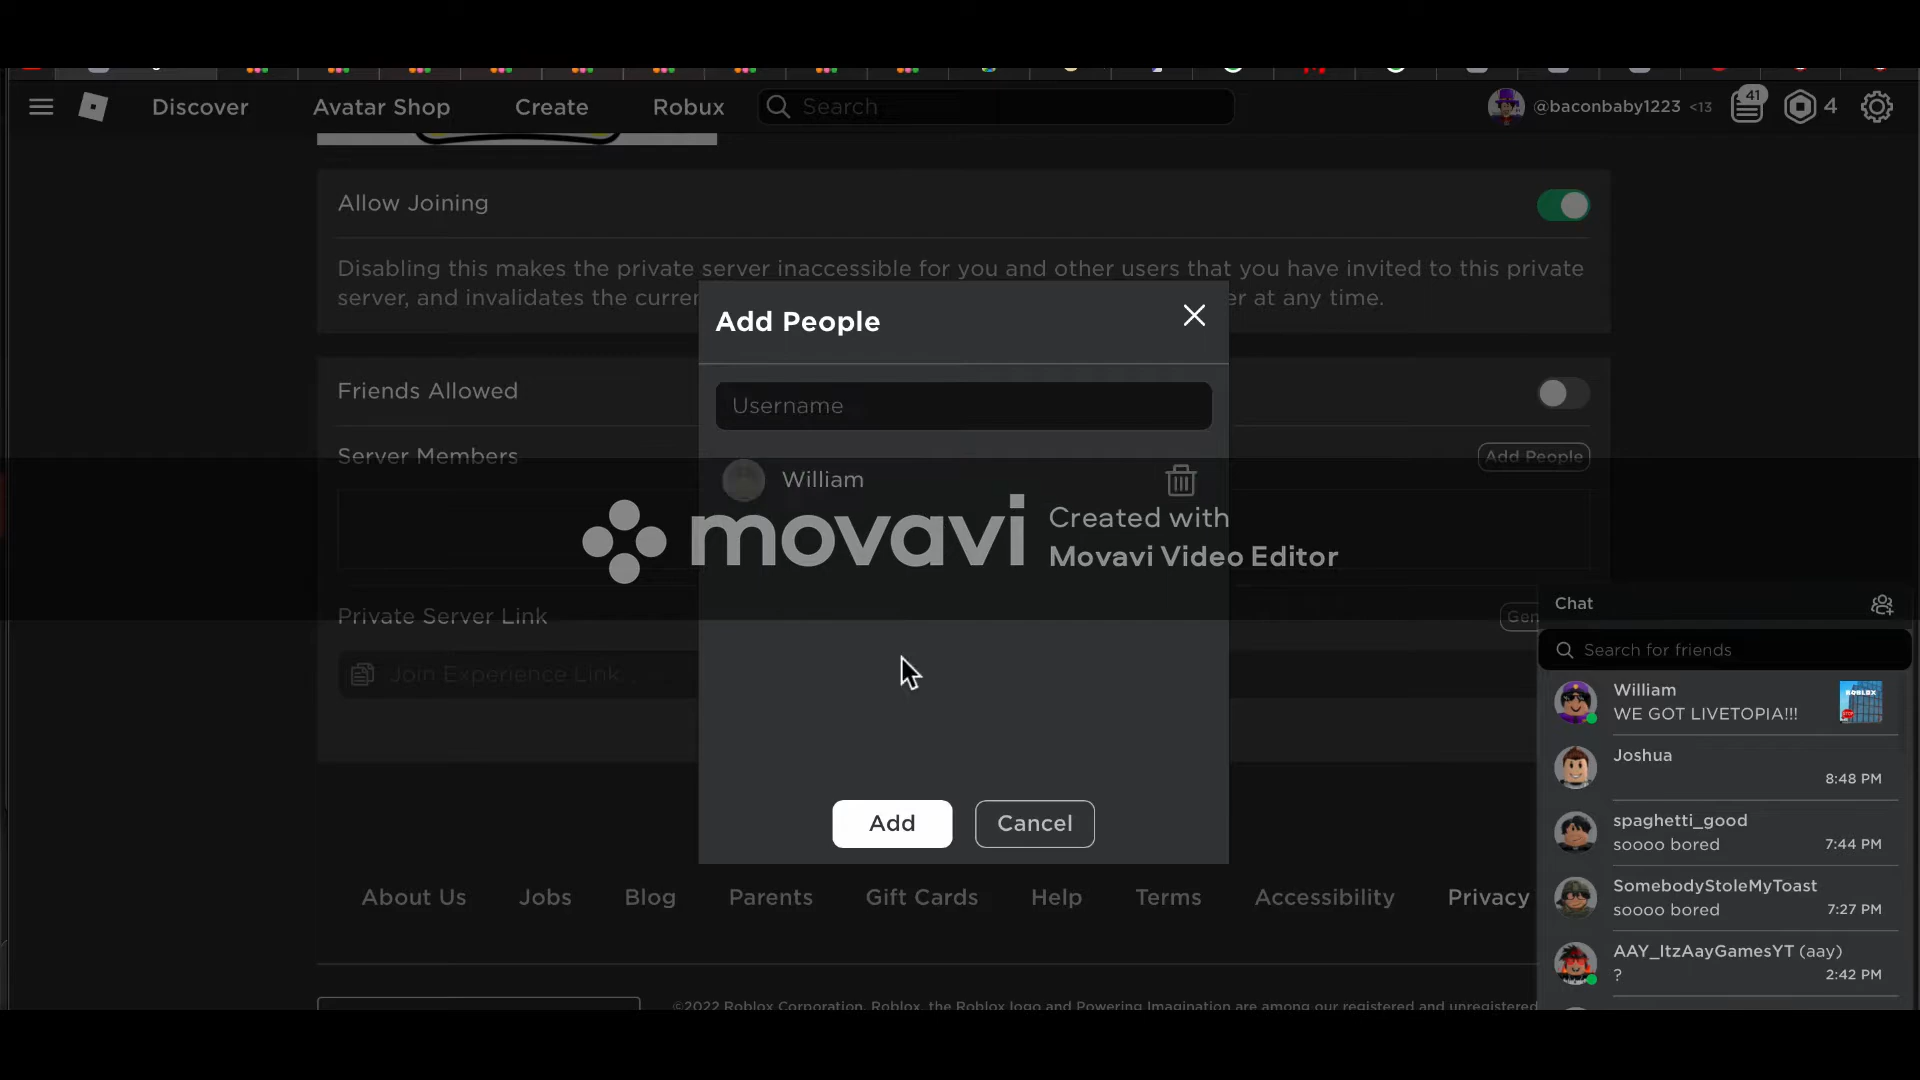 Discover
Avatar Shop
Create
Robux
Search
@baconbaby1223 <13
41
4
Allow Joining
Disabling this makes the private server inaccessible for you and other users that you have invited to this private
server, and invalidates the
er at any time.
Add People
Username
Friends Allowed
Server Members
Add People
William
movavi
Created with
Movavi Video Editor
Private Server Link
Join Experience Link...
Add
Cancel
Chat
Search for friends
William
WE GOT LIVETOPIA!!!
ROBLOX
Joshua
8:48 PM
spaghetti_good
soooo bored
7:44 PM
SomebodyStoleMyToast
soooo bored
7:27 PM
AAY_ItzAayGamesYT (aay)
?
2:42 PM
About Us
Jobs
Blog
Parents
Gift Cards
Help
Terms
Accessibility
Privacy
©2022 Roblox Corporation. Roblox, the Roblox logo and Powering Imagination are among our registered and unregistered